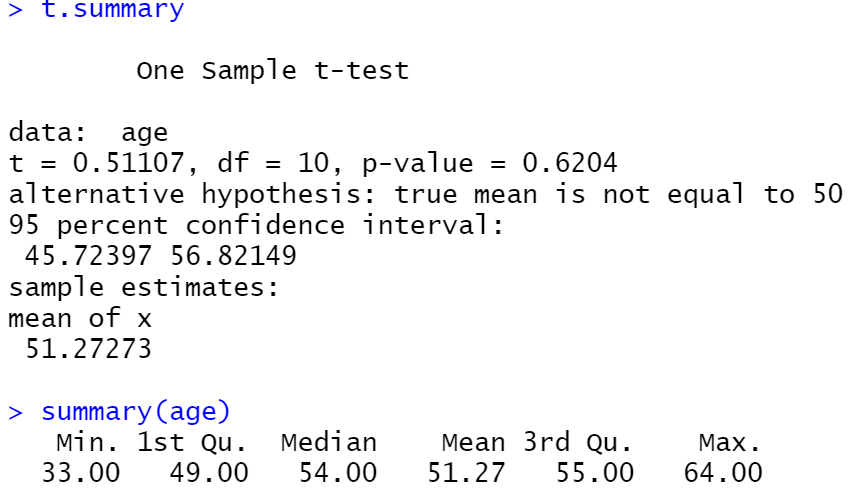 > t.summary
One Sample t-test
data:  age
t = 0.51107, df = 10, p-value = 0.6204
alternative hypothesis: true mean is not equal to 50
95 percent confidence interval:
 45.72397 56.82149
sample estimates:
mean of x
 51.27273
> summary(age)
   Min. 1st Qu.  Median    Mean 3rd Qu.    Max.
  33.00   49.00   54.00   51.27   55.00   64.00